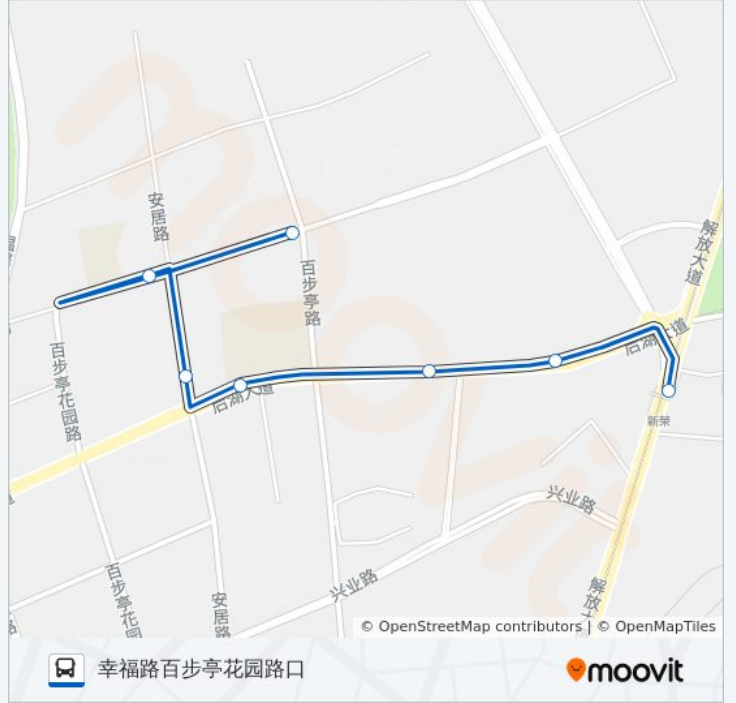 安居路
解放大道
百步亭路
后湖大道
百步亭花园路
后湖大道
新荣
兴业路
兴业路
百步亭花园
安居路
解放大
© OpenStreetMap contributors | © OpenMapTiles
幸福路百步亭花园路口
moovit